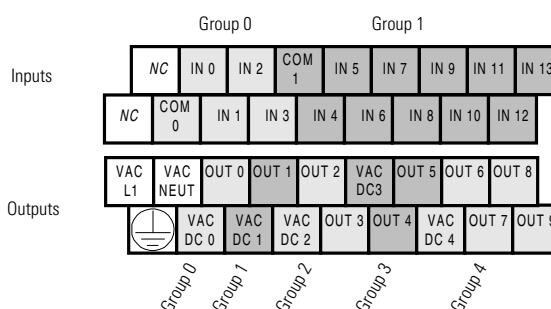 Group 0 Group 1
Inputs
NC IN 0 IN 2 COM 1 IN 5 IN 7 IN 9 IN 11 IN 13
NC COM 0 IN 1 IN 3 IN 4 IN 6 IN 8 IN 10 IN 12
Outputs
VAC L1 VAC NEUT OUT 0 OUT 1 OUT 2 VAC DC3 OUT 5 OUT 6 OUT 8
VAC DC 0 VAC DC 1 VAC DC 2 OUT 3 OUT 4 VAC DC 4 OUT 7 OUT 9
Group 0 Group 1 Group 2 Group 3 Group 4